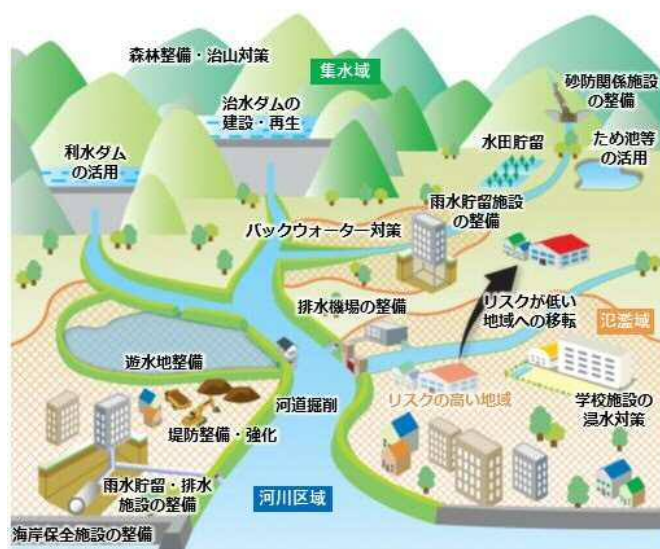 森林整備・治山対策
集水域
砂防関係施設
の整備
治水ダムの
建設・再生
水田貯留
ため池等
の活用
利水ダム
の活用
雨水貯留施設
の整備
バックウォーター対策
排水機場の整備
リスクが低い
地域への移転
氾濫域
遊水地整備
リスクの高い地域
学校施設の
浸水対策
河道掘削
堤防整備・強化
雨水貯留・排水
施設の整備
河川区域
海岸保全施設の整備